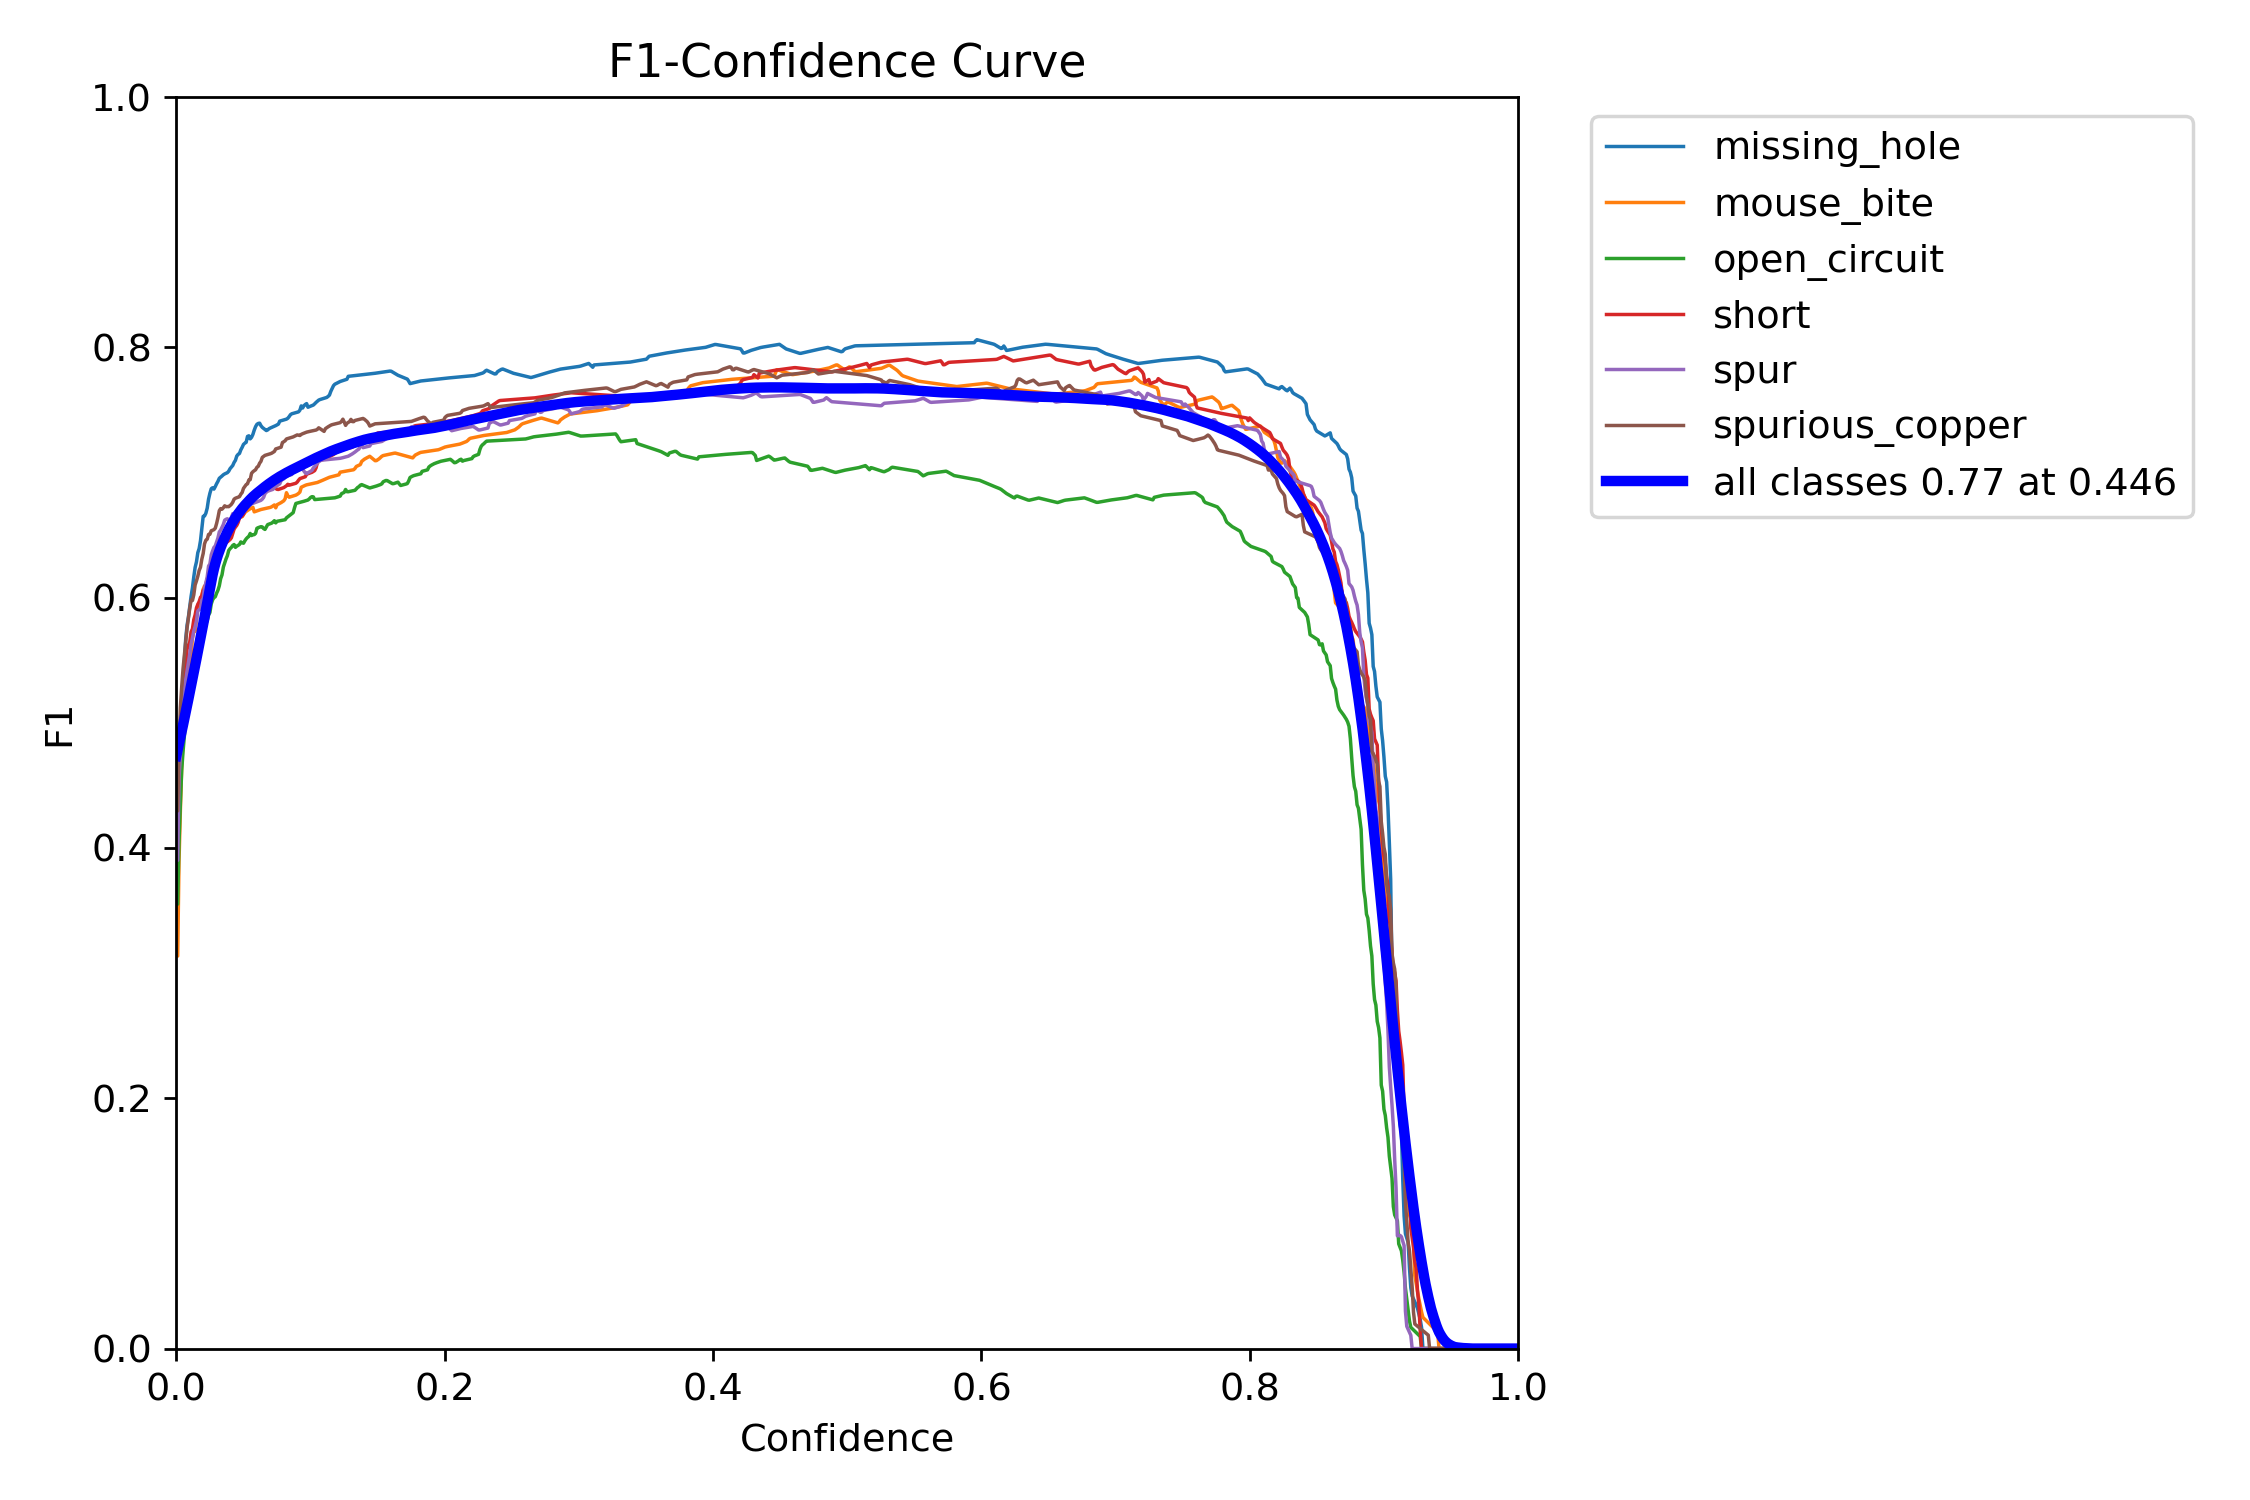 F1-Confidence Curve
1.0
0.8
0.6
0.4
0.2
0.0
F1
0.0 0.2 0.4 0.6 0.8 1.0
Confidence
missing_hole
mouse_bite
open_circuit
short
spur
spurious_copper
all classes 0.77 at 0.446